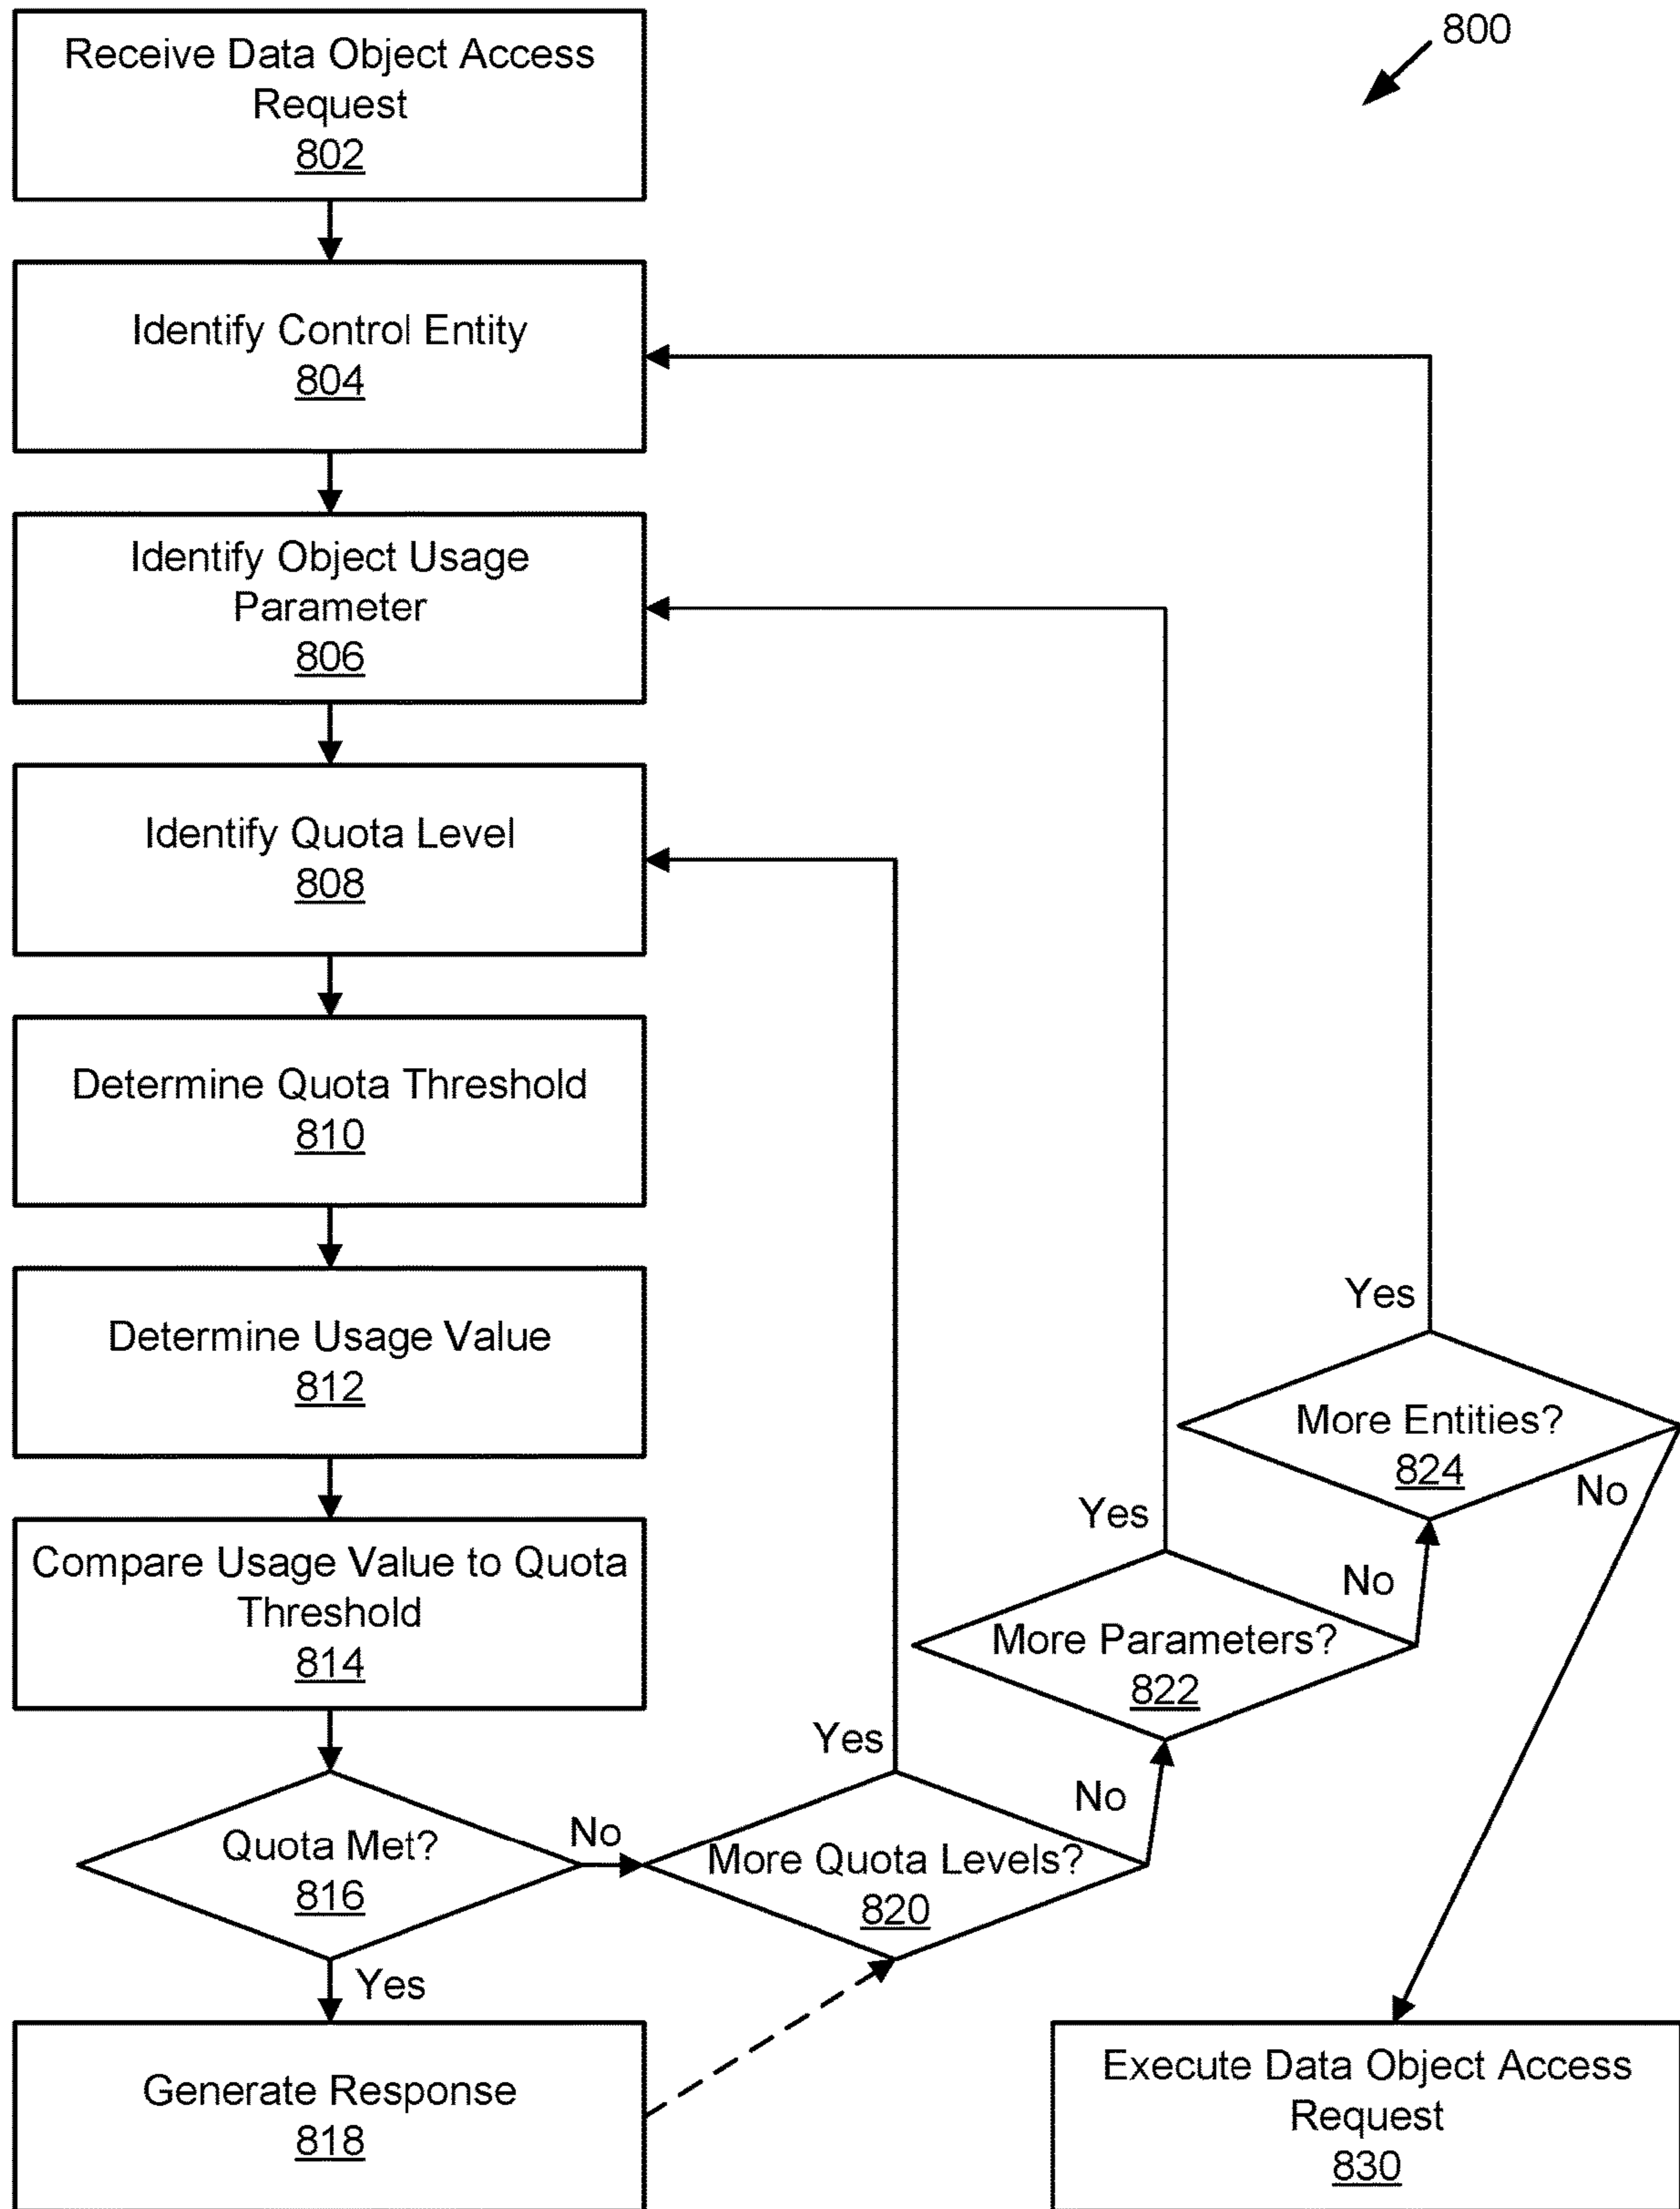 800
Receive Data Object Access
Request
802
Identify Control Entity
804
Identify Object Usage
Parameter
806
Identify Quota Level
808
Determine Quota Threshold
810
Determine Usage Value
812
Compare Usage Value to Quota
Threshold
814
Quota Met?
816
No
Yes
Generate Response
818
More Quota Levels?
820
Yes
No
More Parameters?
822
Yes
No
More Entities?
824
Yes
No
Execute Data Object Access
Request
830